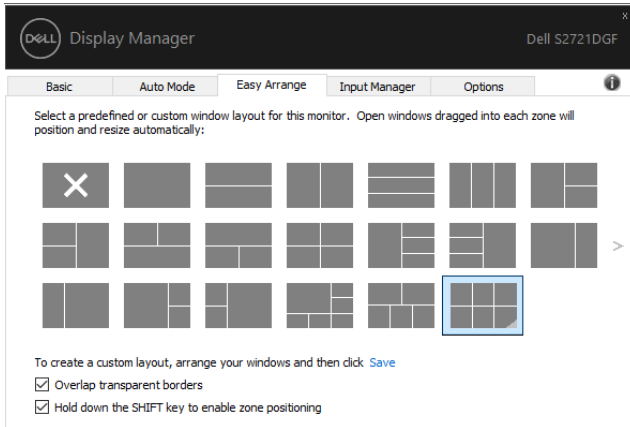 x
DELL Display Manager Dell S2721DGF
Basic Auto Mode Easy Arrange Input Manager Options i
Select a predefined or custom window layout for this monitor. Open windows dragged into each zone will
position and resize automatically:
>
To create a custom layout, arrange your windows and then click Save
Overlap transparent borders
Hold down the SHIFT key to enable zone positioning